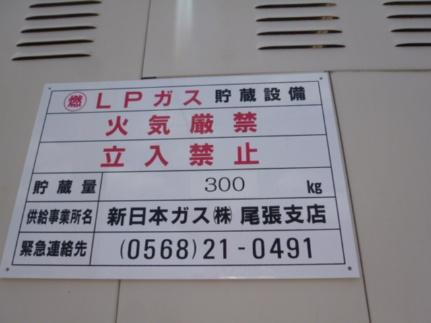 燃 LPガス 貯蔵設備
火気厳禁
立入禁止
貯蔵量 300 kg
供給事業所名 新日本ガス㈱ 尾張支店
緊急連絡先 (0568)21-0491